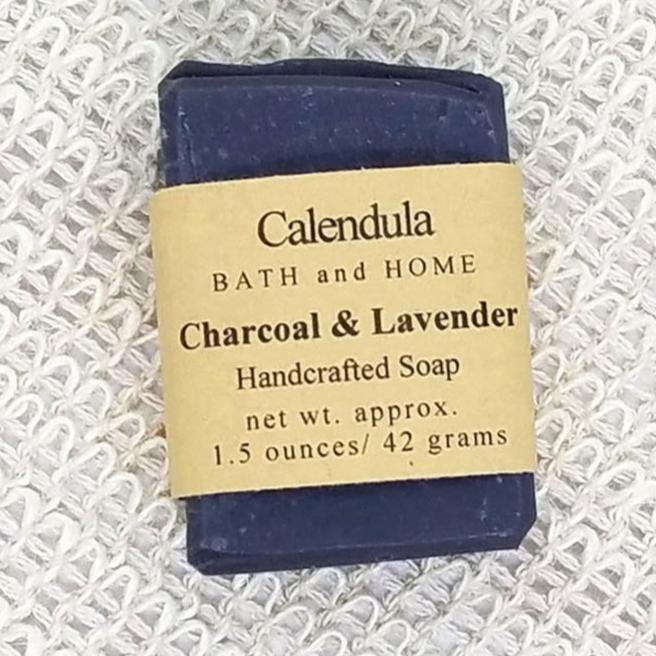 Calendula
BATH and HOME
Charcoal & Lavender
Handcrafted Soap
net wt. approx.
1.5 ounces/ 42 grams